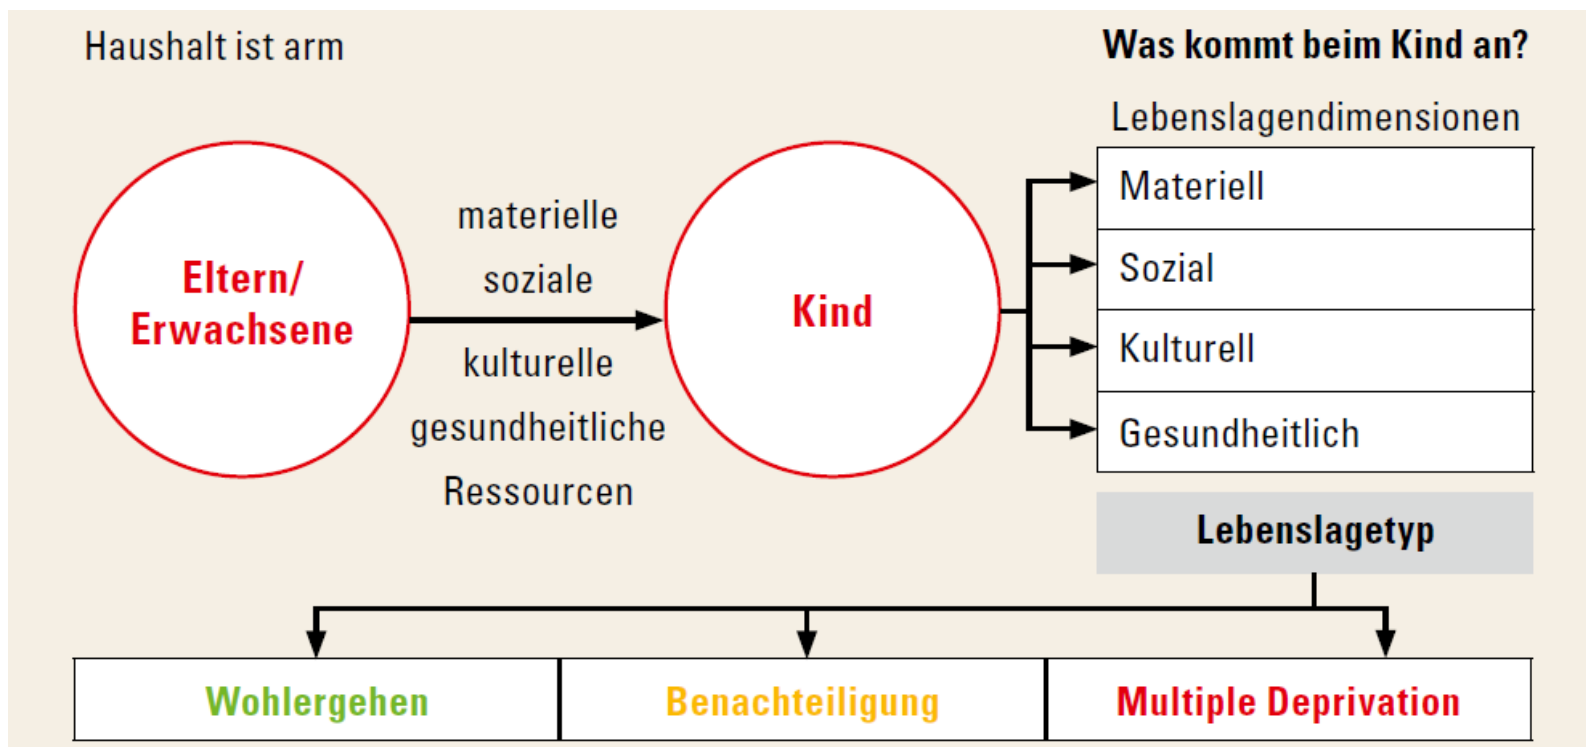 Haushalt ist arm
Was kommt beim Kind an?
Lebenslagendimensionen
Eltern/
Erwachsene
materielle
soziale
kulturelle
gesundheitliche
Ressourcen
Kind
Materiell
Sozial
Kulturell
Gesundheitlich
Lebenslagetyp
Wohlergehen
Benachteiligung
Multiple Deprivation